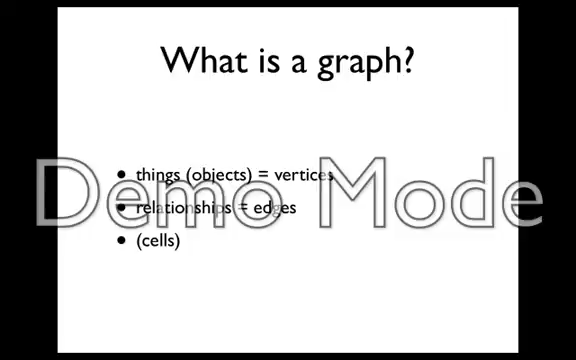 What is a graph?
• things (objects) = vertices
• relationships = edges
• (cells)
Demo Mode